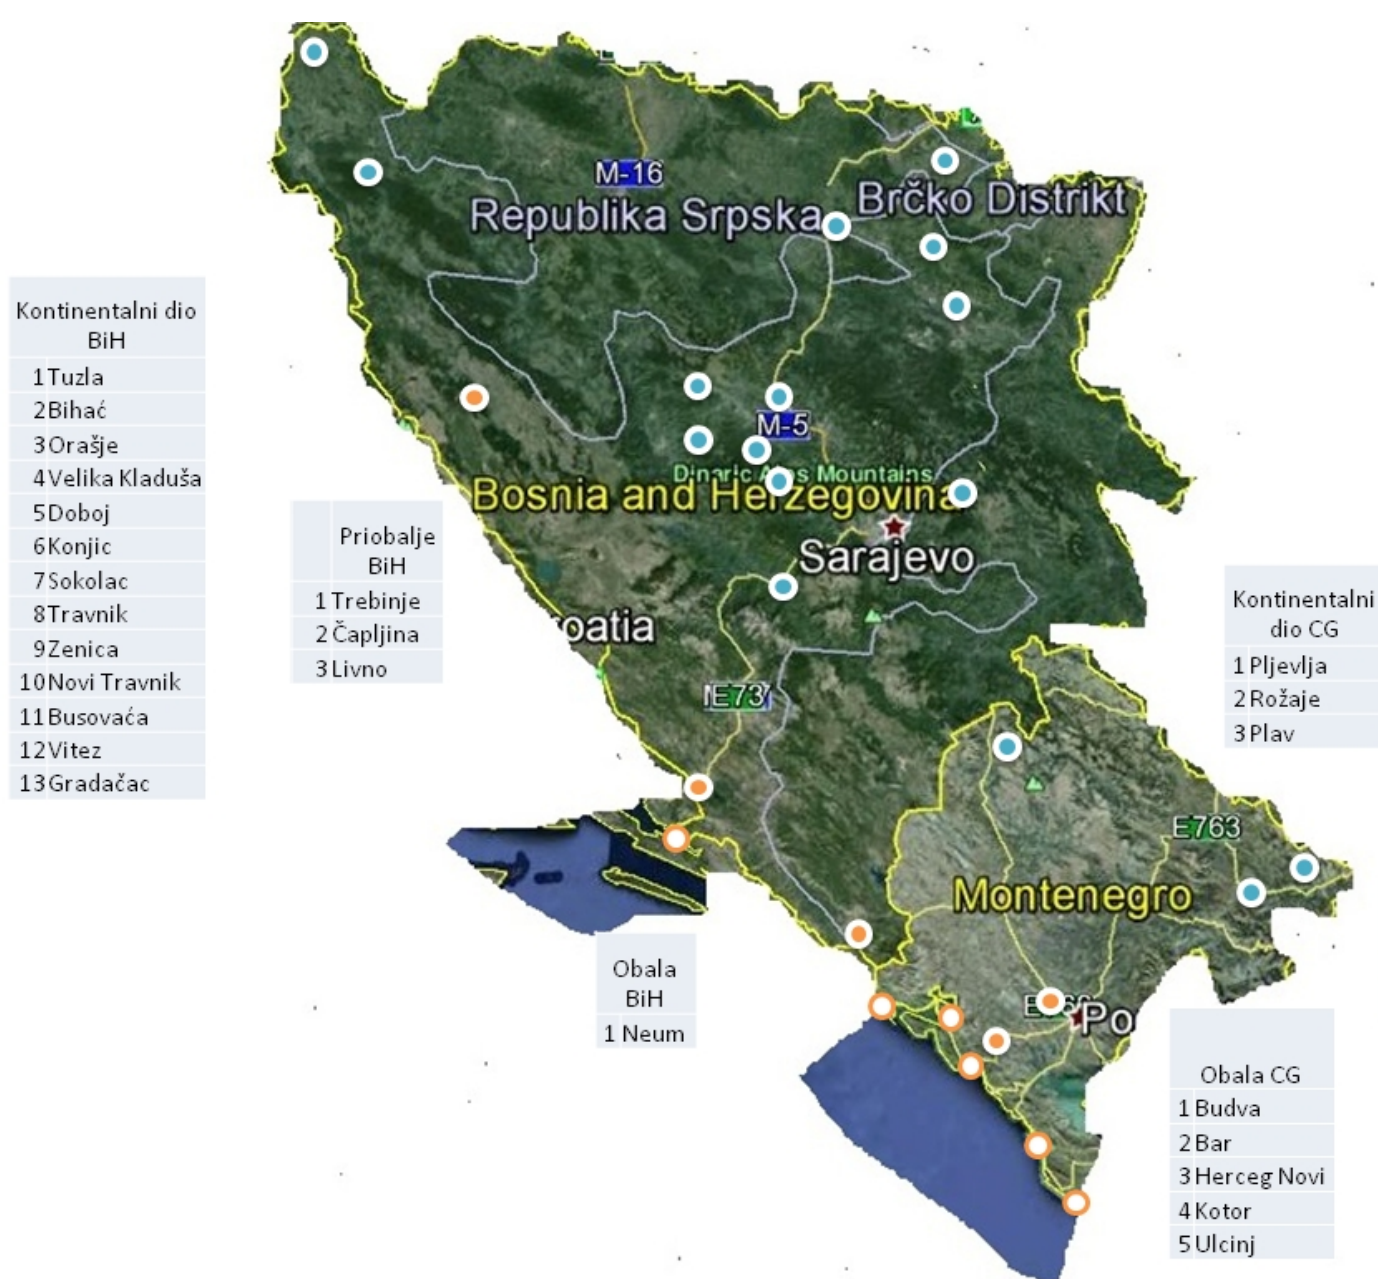 M-16
Republika Srpska
Brčko Distrikt
Kontinentalni dio
BiH
1 Tuzla
2 Bihać
3 Orašje
4 Velika Kladuša
5 Doboj
6 Konjic
7 Sokolac
8 Travnik
9 Zenica
10 Novi Travnik
11 Busovaća
12 Vitez
13 Gradačac
M-5
Bosnia and Herzegovina
Sarajevo
Priobalje
BiH
1 Trebinje
2 Čapljina
3 Livno
roatia
E73
Kontinentalni
dio CG
1 Pljevlja
2 Rožaje
3 Plav
E763
Montenegro
Obala
BiH
1 Neum
Po
Obala CG
1 Budva
2 Bar
3 Herceg Novi
4 Kotor
5 Ulcinj